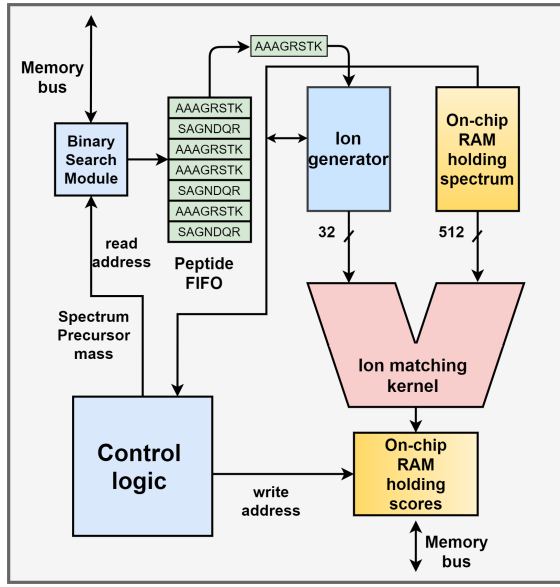 AAAGRSTK
Memory
bus
Binary
Search
Module
AAAGRSTK
SAGNDQR
AAAGRSTK
AAAGRSTK
SAGNDQR
AAAGRSTK
SAGNDQR
Ion
generator
On-chip
RAM
holding
spectrum
32
512
read
address
Peptide
FIFO
Spectrum
Precursor
mass
Ion matching
kernel
Control
logic
write
address
On-chip
RAM
holding
scores
Memory
bus